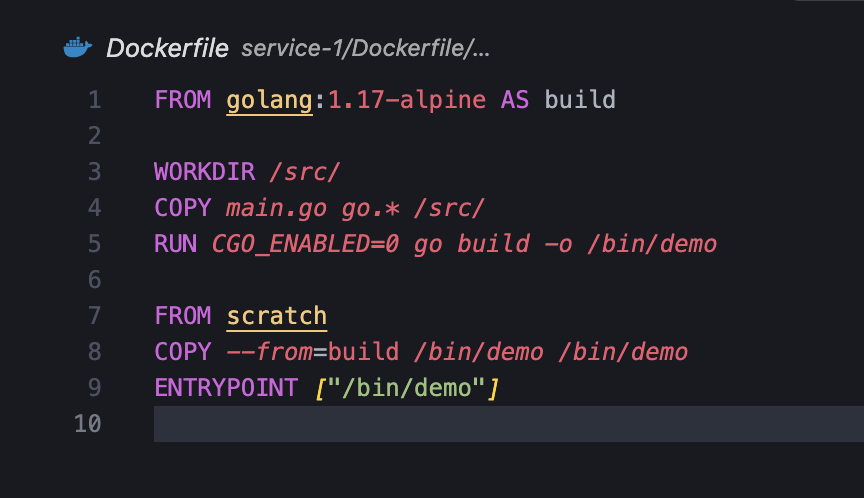 Dockerfile service-1/Dockerfile/...
1 FROM golang:1.17-alpine AS build
2
3 WORKDIR /src/
4 COPY main.go go.* /src/
5 RUN CGO_ENABLED=0 go build -o /bin/demo
6
7 FROM scratch
8 COPY --from=build /bin/demo /bin/demo
9 ENTRYPOINT ["/bin/demo"]
10